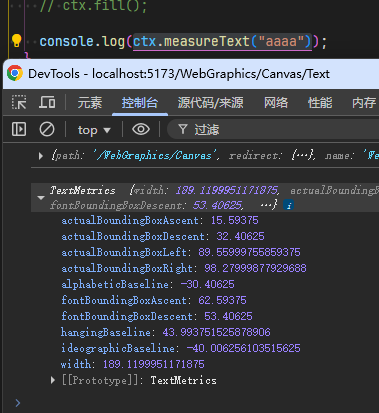 // ctx.fill();
console.log(ctx.measureText("aaaa"));
DevTools - localhost:5173/WebGraphics/Canvas/Text
元素 控制台 源代码/来源 网络 性能 内存
top 过滤
{path: '/WebGraphics/Canvas', redirect: {…}, name: 'We
TextMetrics {width: 189.1199951171875, actualBounding
fontBoundingBoxDescent: 53.40625, …}
actualBoundingBoxAscent: 15.59375
actualBoundingBoxDescent: 32.40625
actualBoundingBoxLeft: 89.55999755859375
actualBoundingBoxRight: 98.27999877929688
alphabeticBaseline: -30.40625
fontBoundingBoxAscent: 62.59375
fontBoundingBoxDescent: 53.40625
hangingBaseline: 43.993751525878906
ideographicBaseline: -40.006256103515625
width: 189.1199951171875
[[Prototype]]: TextMetrics